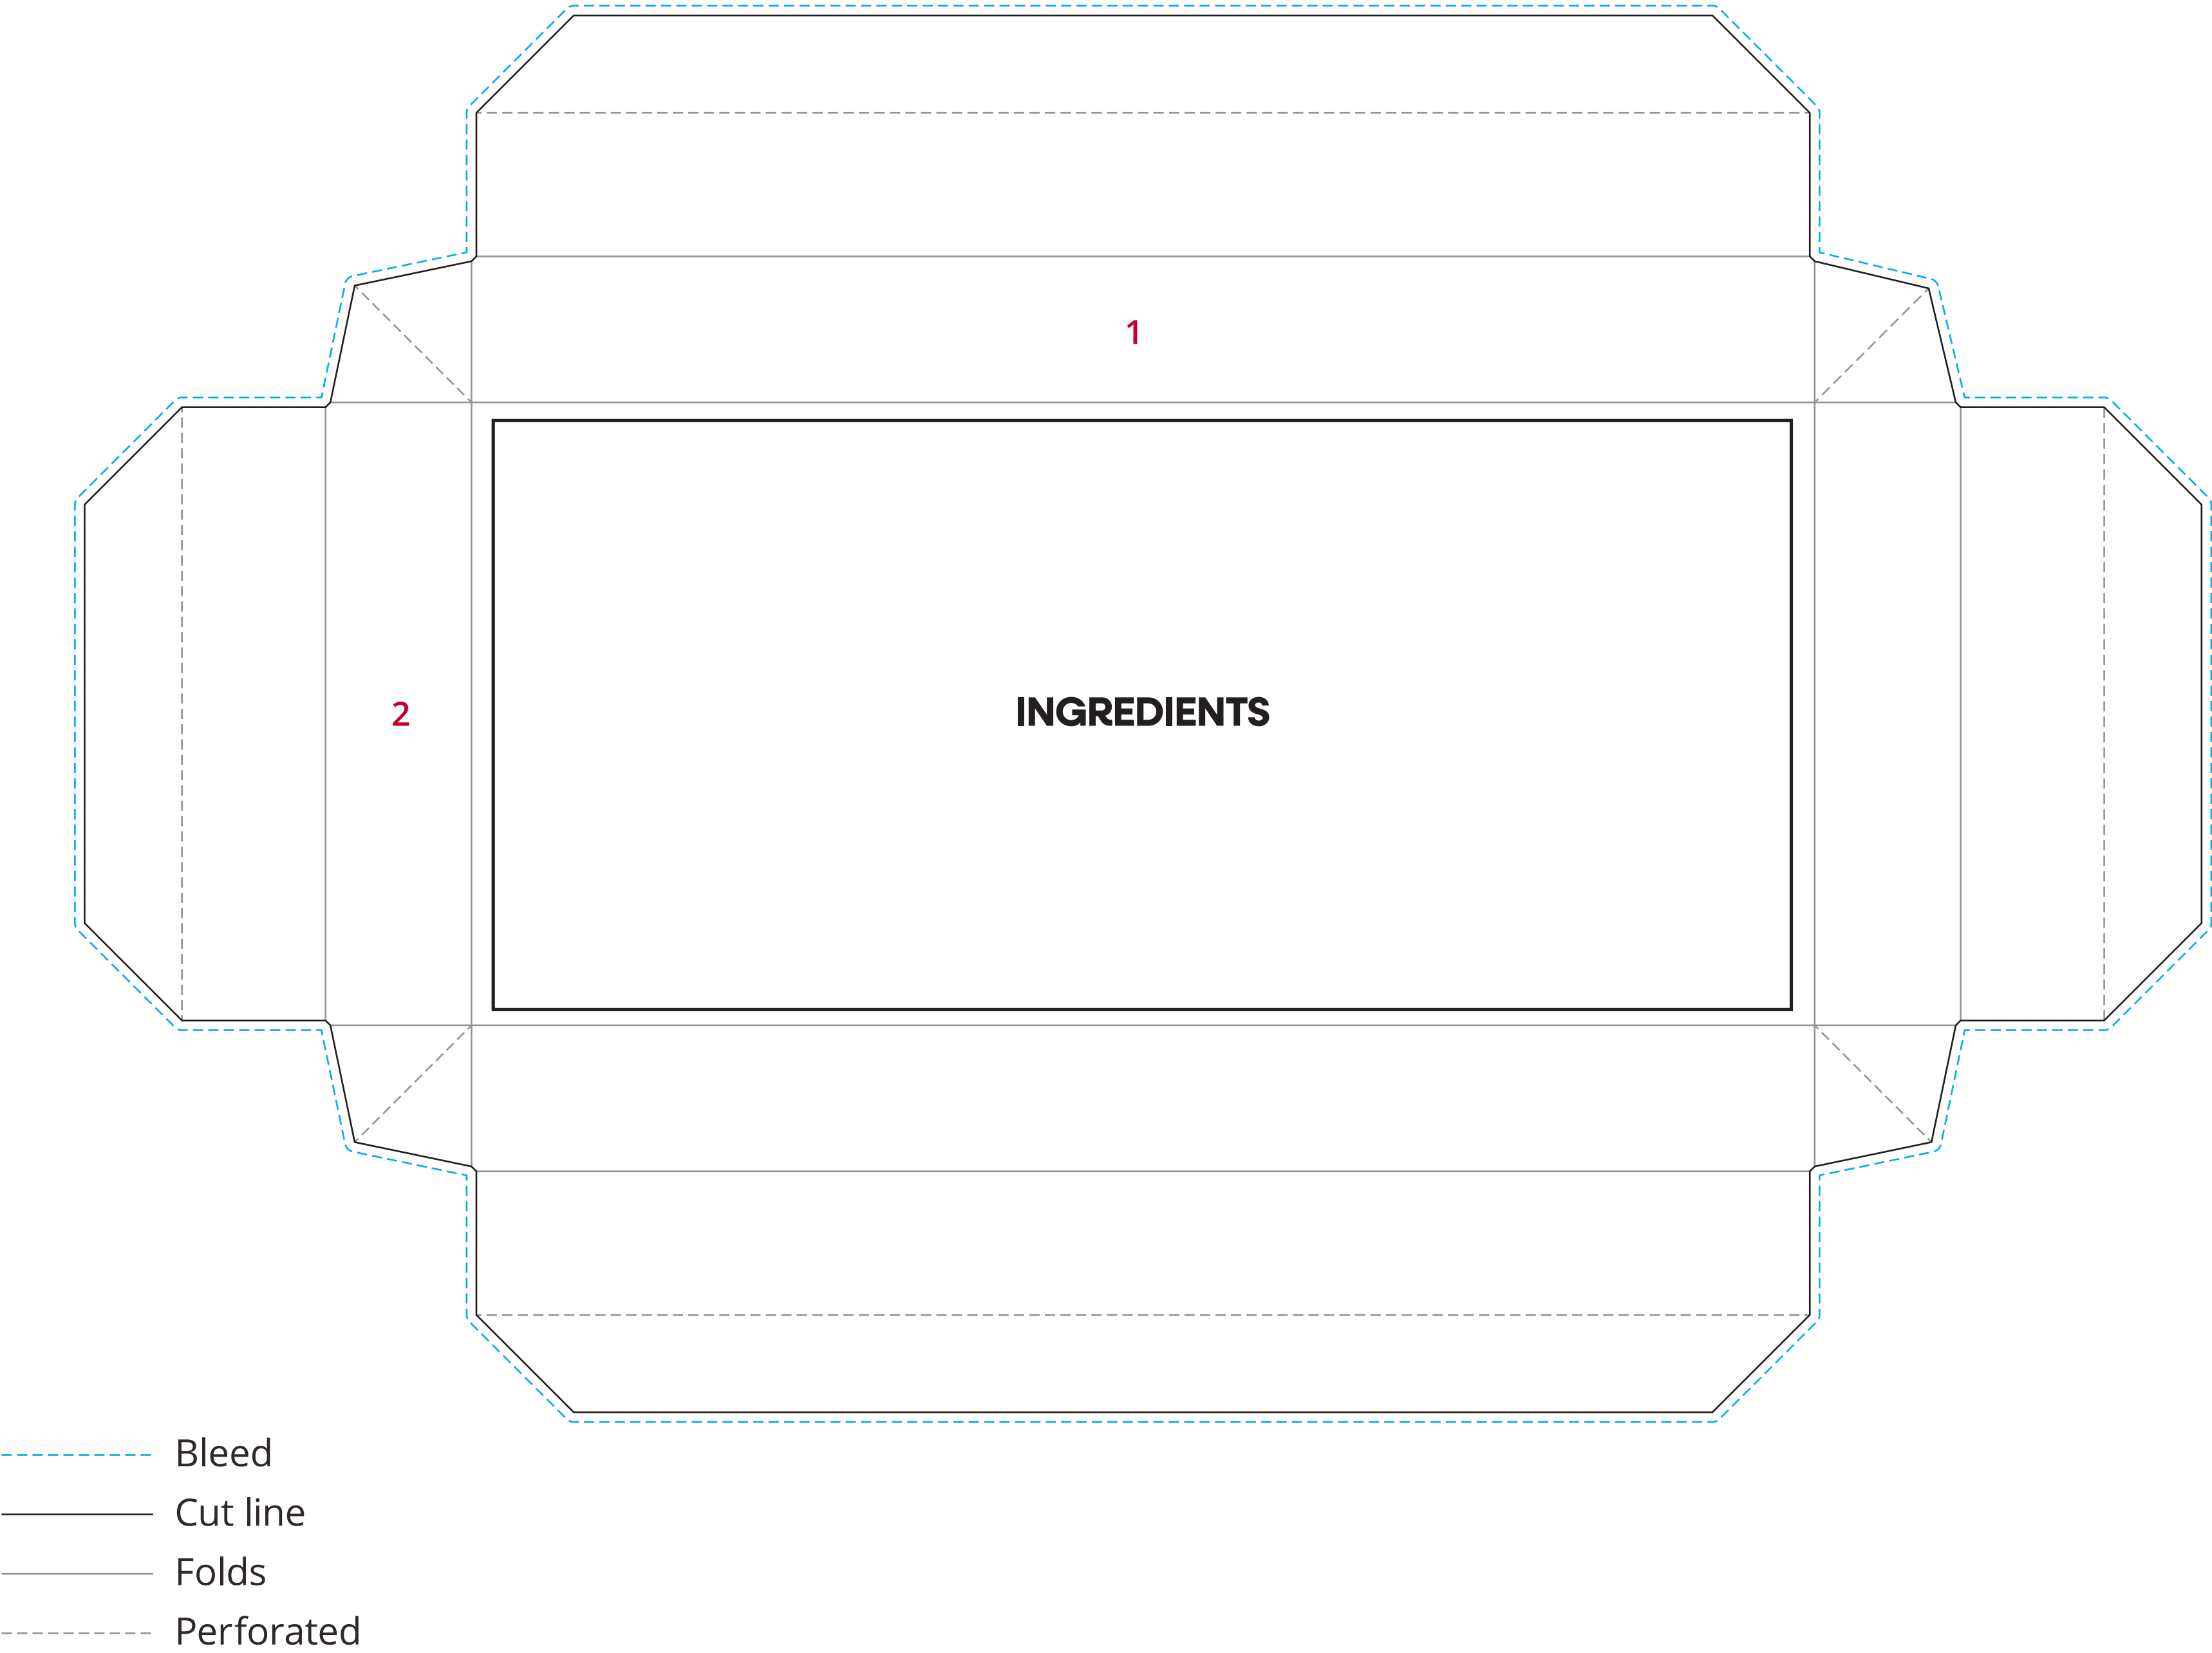 1
2
INGREDIENTS
Bleed
Cut line
Folds
Perforated